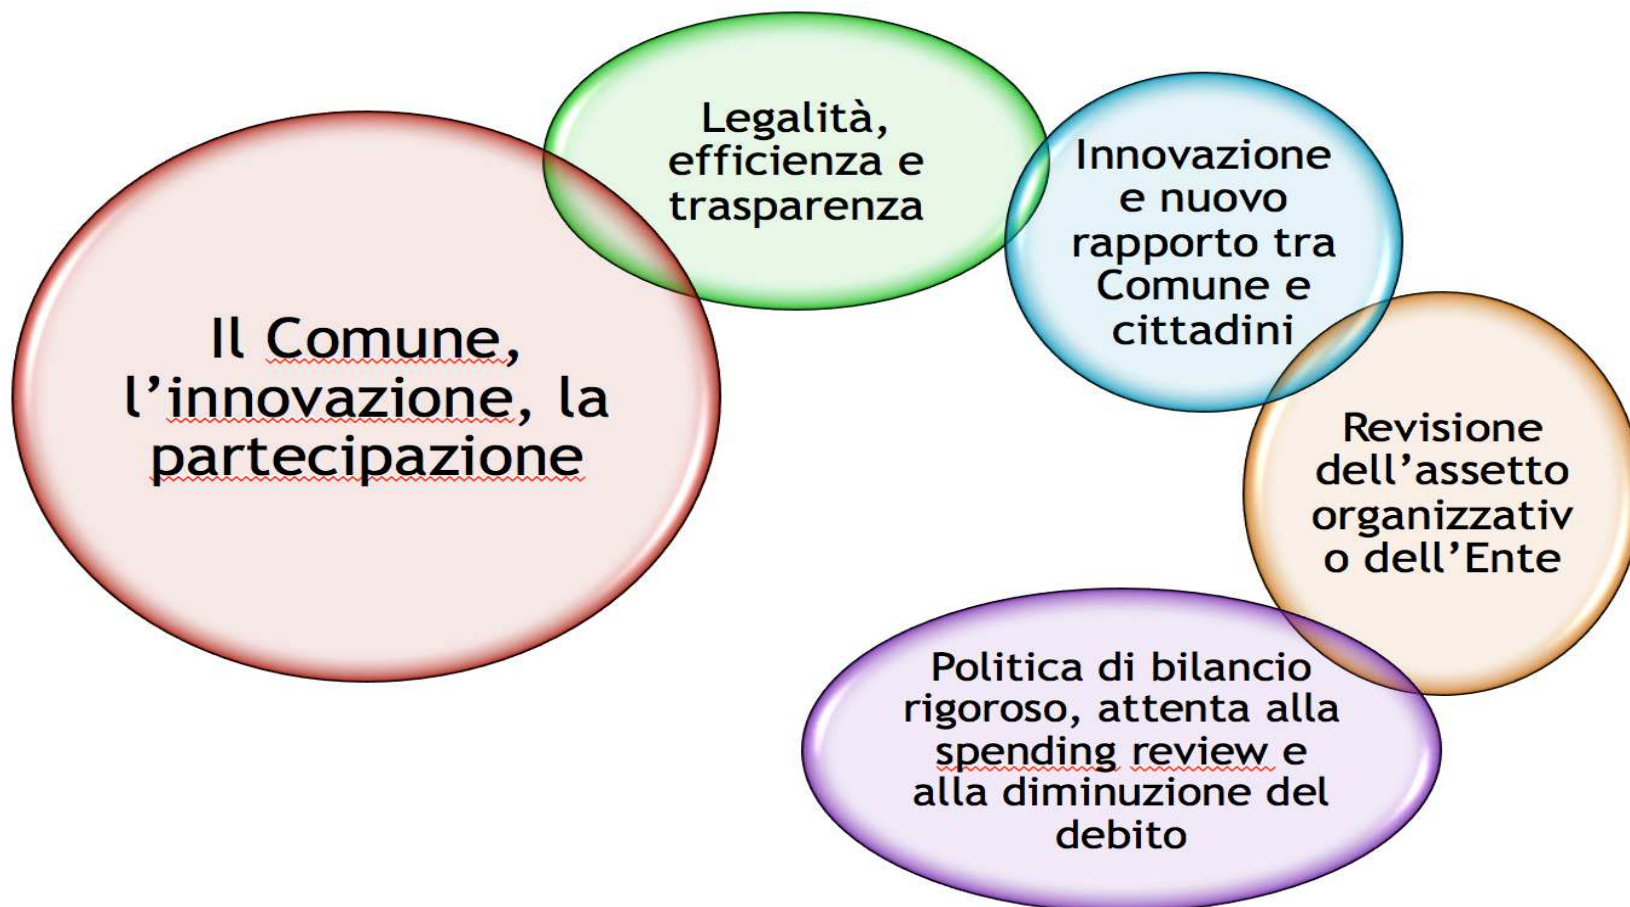 Il Comune,
l’innovazione, la
partecipazione
Legalità,
efficienza e
trasparenza
Innovazione
e nuovo
rapporto tra
Comune e
cittadini
Revisione
dell’assetto
organizzativ
o dell’Ente
Politica di bilancio
rigoroso, attenta alla
spending review e
alla diminuzione del
debito